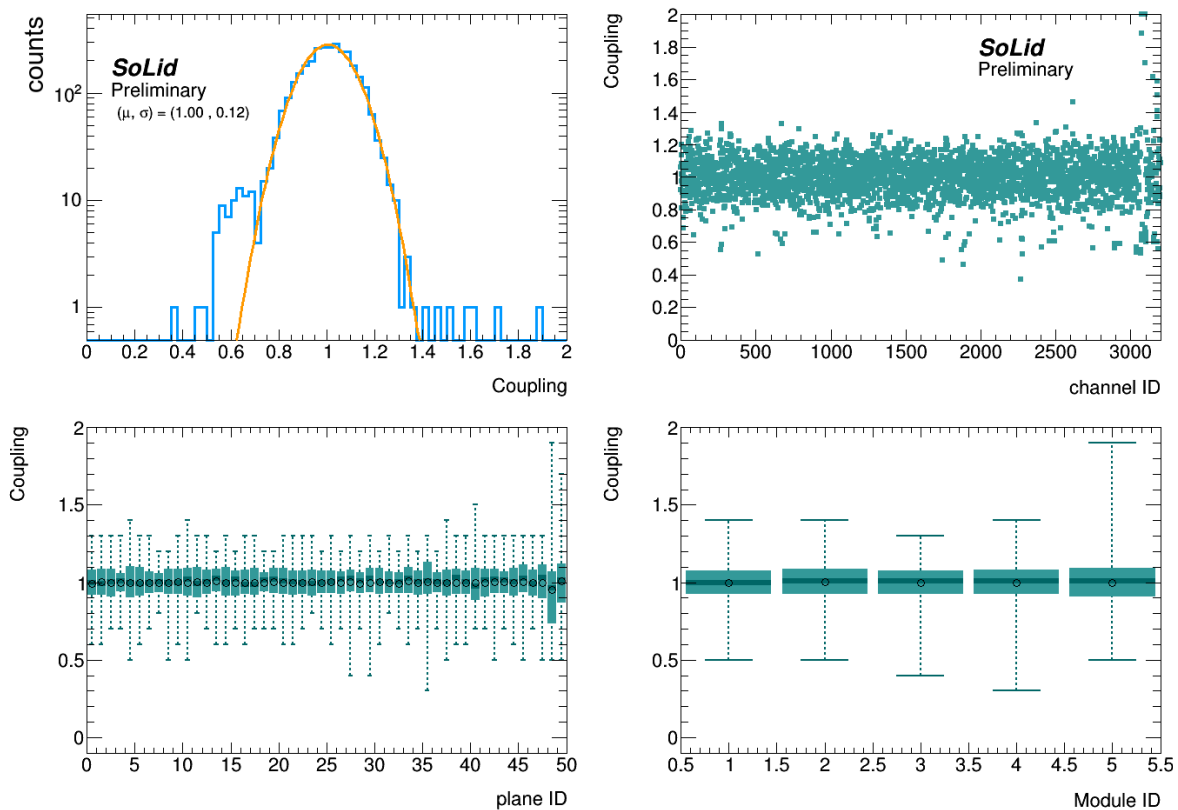 counts
SoLid
Preliminary
(μ, σ) = (1.00 , 0.12)
10²
10
1
0 0.2 0.4 0.6 0.8 1 1.2 1.4 1.6 1.8 2
Coupling
Coupling
SoLid
Preliminary
2
1.8
1.6
1.4
1.2
1
0.8
0.6
0.4
0.2
0
0 500 1000 1500 2000 2500 3000
channel ID
Coupling
2
1.5
1
0.5
0
0 5 10 15 20 25 30 35 40 45 50
plane ID
Coupling
2
1.5
1
0.5
0
0.5 1 1.5 2 2.5 3 3.5 4 4.5 5 5.5
Module ID